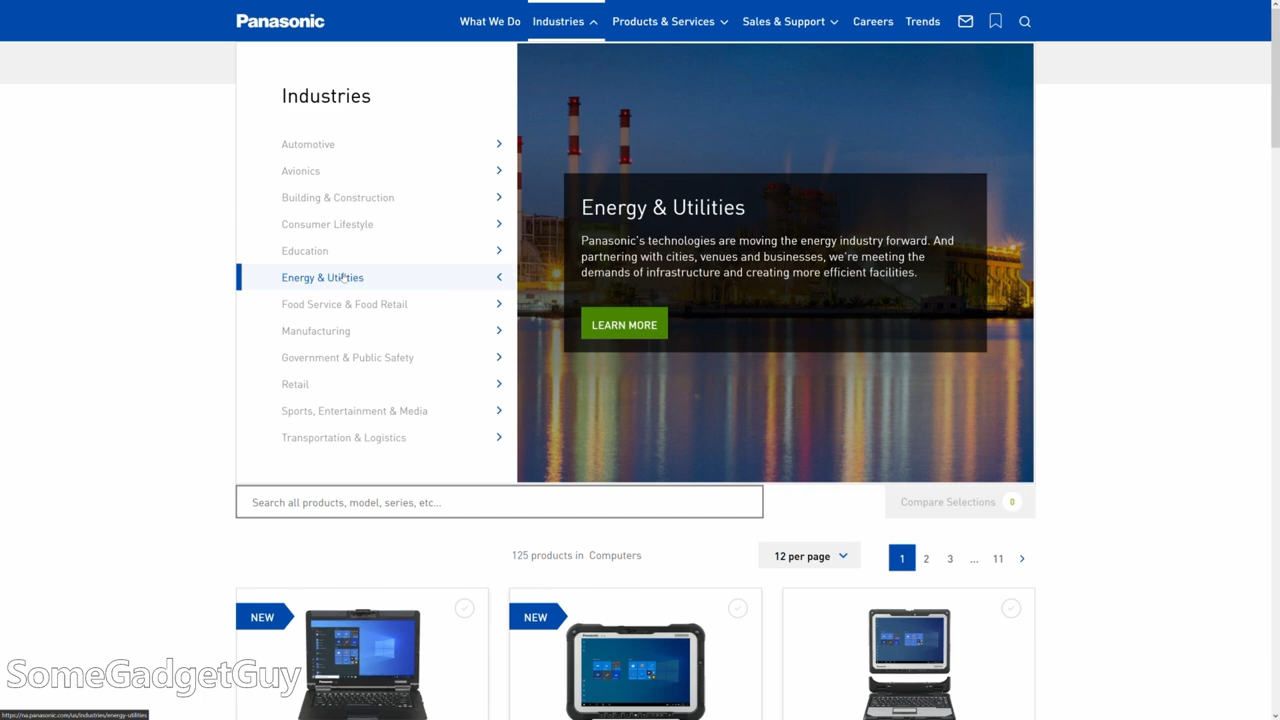 Panasonic
What We Do Industries Products & Services Sales & Support Careers Trends
Industries
Automotive
Avionics
Building & Construction
Consumer Lifestyle
Education
Energy & Utilities
Food Service & Food Retail
Manufacturing
Government & Public Safety
Retail
Sports, Entertainment & Media
Transportation & Logistics
Energy & Utilities
Panasonic's technologies are moving the energy industry forward. And
partnering with cities, venues and businesses, we're meeting the
demands of infrastructure and creating more efficient facilities.
LEARN MORE
Search all products, model, series, etc...
Compare Selections 0
125 products in Computers
12 per page
1 2 3 ... 11
NEW
NEW
SomeGadgetGuy
https://na.panasonic.com/us/industries/energy-utilities